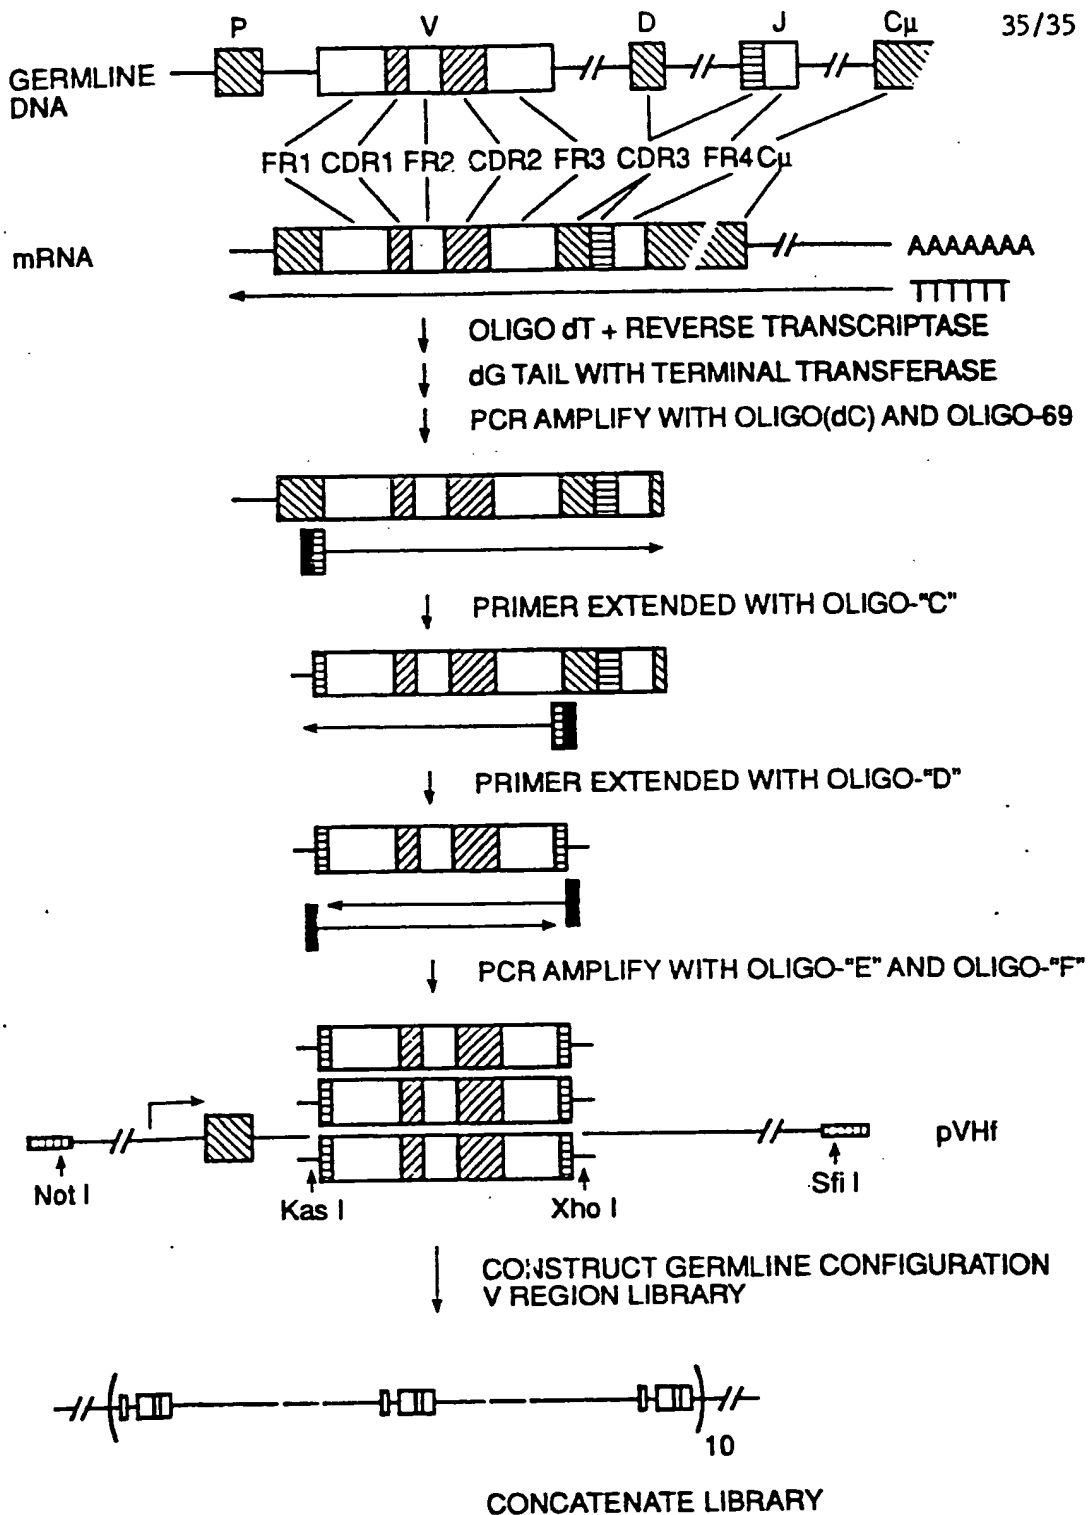 P V D J Cμ 35/35
GERMLINE
DNA
FR1 CDR1 FR2 CDR2 FR3 CDR3 FR4 Cμ
mRNA AAAAAAA
TTTTTT
OLIGO dT + REVERSE TRANSCRIPTASE
dG TAIL WITH TERMINAL TRANSFERASE
PCR AMPLIFY WITH OLIGO(dC) AND OLIGO-69
PRIMER EXTENDED WITH OLIGO-"C"
PRIMER EXTENDED WITH OLIGO-"D"
PCR AMPLIFY WITH OLIGO-"E" AND OLIGO-"F"
pVHf
Not I Kas I Xho I Sfi I
CONSTRUCT GERMLINE CONFIGURATION
V REGION LIBRARY
10
CONCATENATE LIBRARY